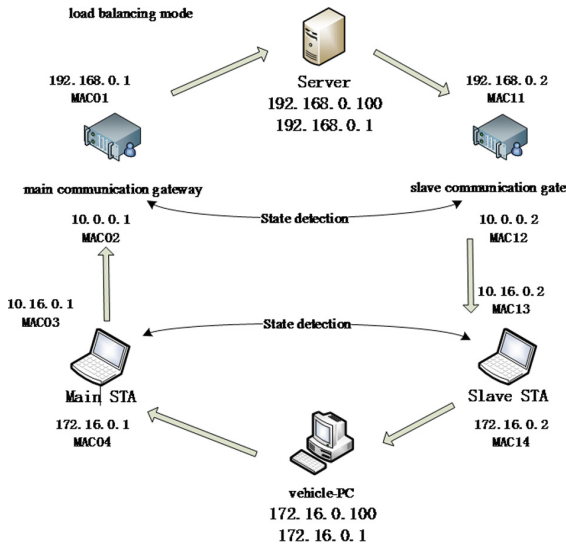 load balancing mode
192.168.0.1
MAC01
Server
192.168.0.100
192.168.0.1
192.168.0.2
MAC11
main communication gateway
slave communication gate
10.0.0.1
MAC02
State detection
10.0.0.2
MAC12
10.16.0.1
MAC03
10.16.0.2
MAC13
State detection
Main STA
Slave STA
172.16.0.1
MAC04
172.16.0.2
MAC14
vehicle-PC
172.16.0.100
172.16.0.1